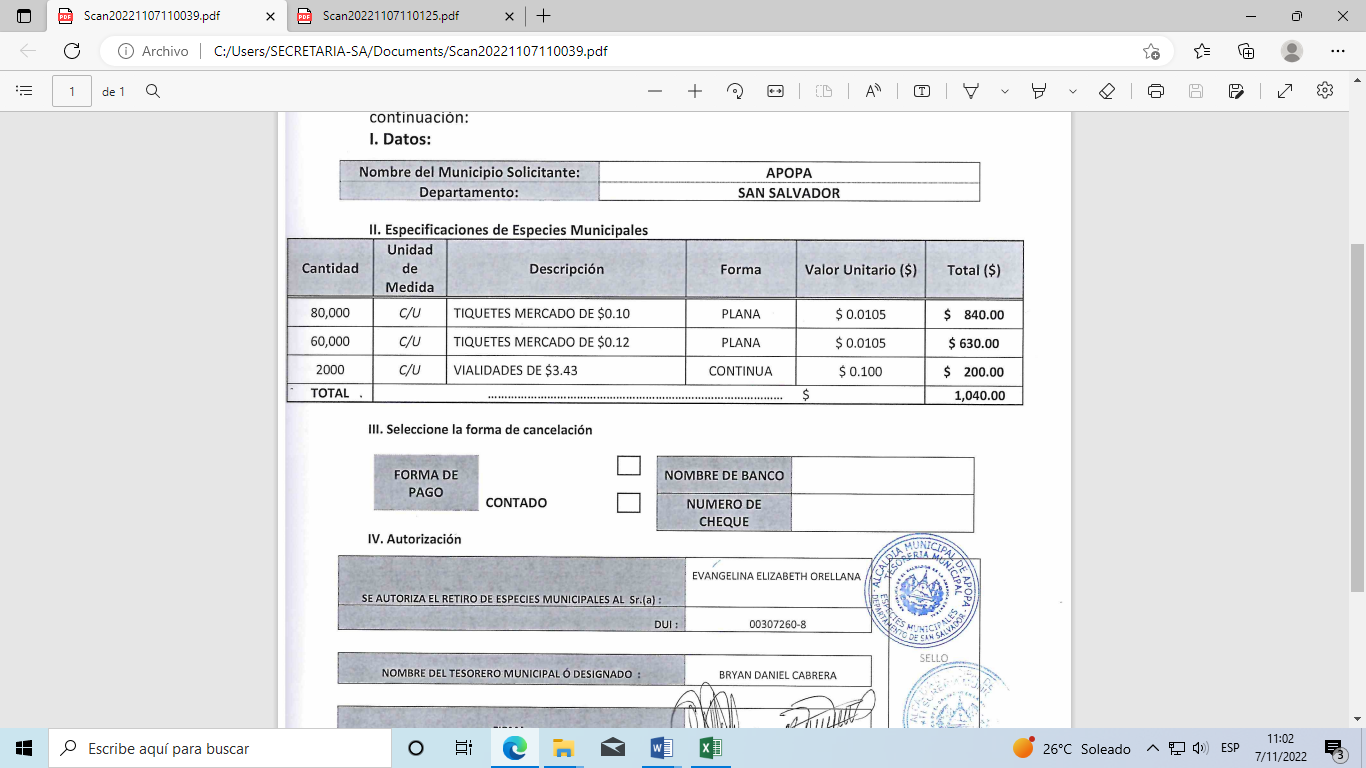 Scan20221107110039.pdf
Scan20221107110125.pdf
Archivo
C:/Users/SECRETARIA-SA/Documents/Scan20221107110039.pdf
1 de 1
continuación:
I. Datos:
Nombre del Municipio Solicitante: APOPA
Departamento: SAN SALVADOR
II. Especificaciones de Especies Municipales
Cantidad Unidad de Medida Descripción Forma Valor Unitario ($) Total ($)
80,000 C/U TIQUETES MERCADO DE $0.10 PLANA $ 0.0105 $ 840.00
60,000 C/U TIQUETES MERCADO DE $0.12 PLANA $ 0.0105 $ 630.00
2000 C/U VIALIDADES DE $3.43 CONTINUA $ 0.100 $ 200.00
TOTAL . ........................................................................................ $ 1,040.00
III. Seleccione la forma de cancelación
FORMA DE PAGO
CONTADO
NOMBRE DE BANCO
NUMERO DE CHEQUE
IV. Autorización
SE AUTORIZA EL RETIRO DE ESPECIES MUNICIPALES AL Sr.(a) : EVANGELINA ELIZABETH ORELLANA
DUI : 00307260-8
ALCALDIA MUNICIPAL DE APOPA
TESORERIA MUNICIPAL
ESPECIES MUNICIPALES
DEPARTAMENTO DE SAN SALVADOR
SELLO
NOMBRE DEL TESORERO MUNICIPAL Ó DESIGNADO : BRYAN DANIEL CABRERA
Escribe aquí para buscar
26°C Soleado
ESP
11:02
7/11/2022
3